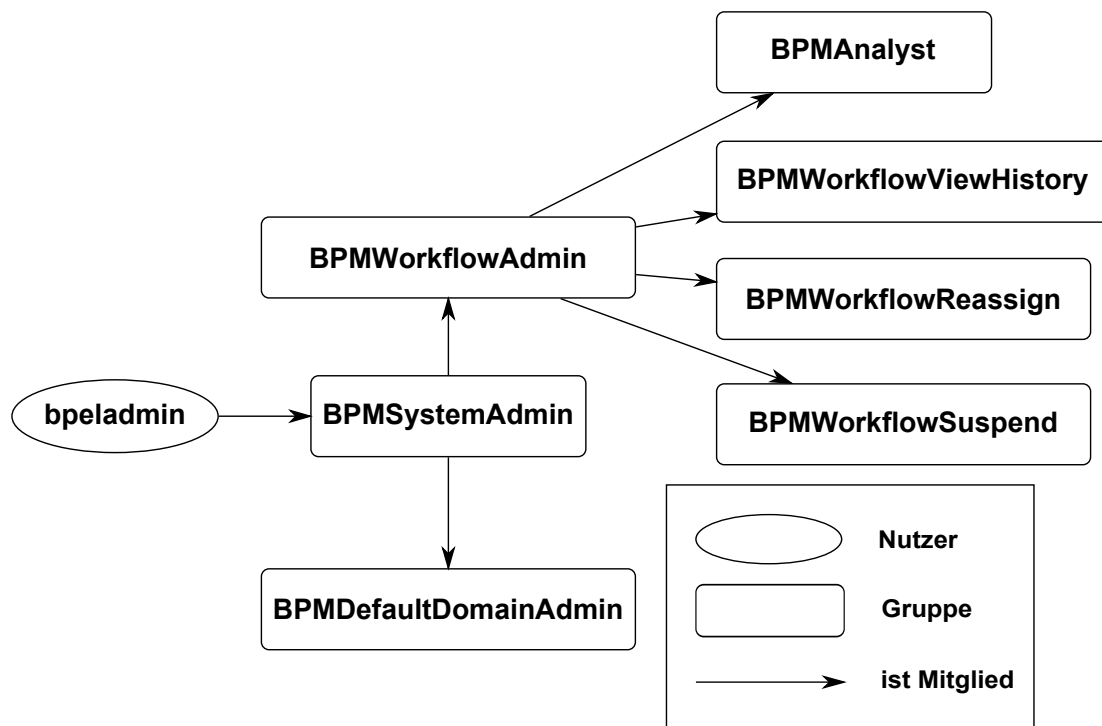 BPMAnalyst
BPMWorkflowViewHistory
BPMWorkflowAdmin
BPMWorkflowReassign
bpeladmin
BPMSystemAdmin
BPMWorkflowSuspend
BPMDefaultDomainAdmin
Nutzer
Gruppe
ist Mitglied